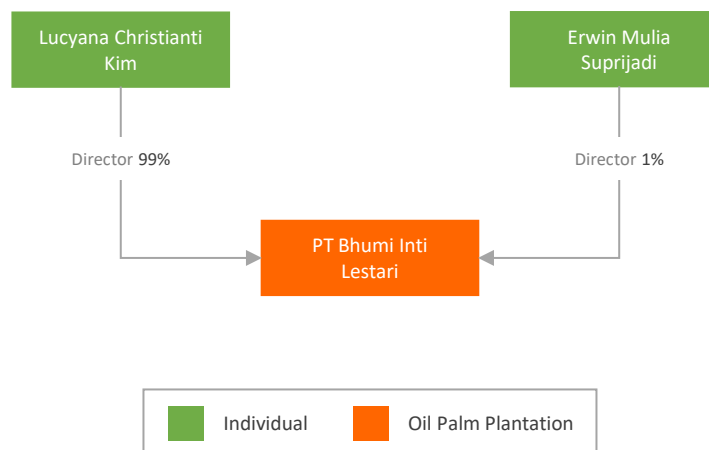 Lucyana Christianti
Kim
Erwin Mulia
Suprijadi
Director 99%
Director 1%
PT Bhumi Inti
Lestari
Individual
Oil Palm Plantation